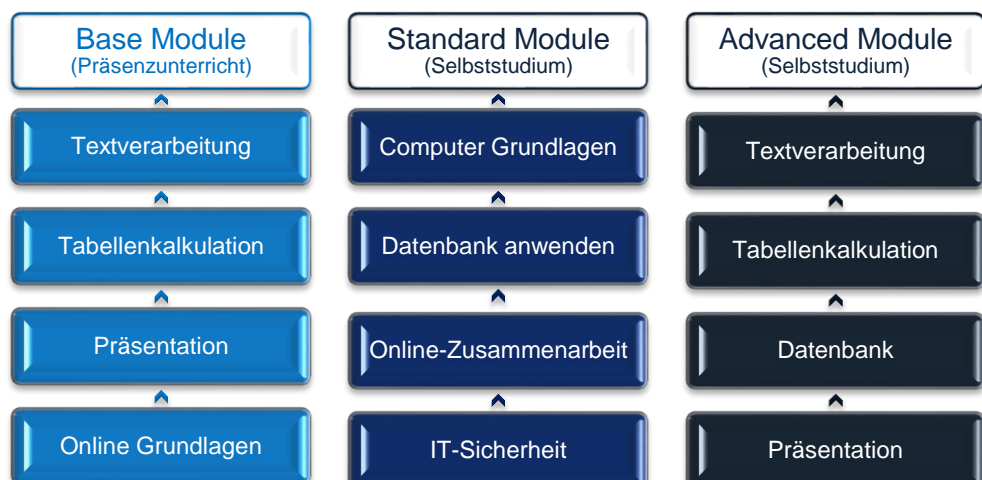 Base Module
(Präsenzunterricht)
Textverarbeitung
Tabellenkalkulation
Präsentation
Online Grundlagen
Standard Module
(Selbststudium)
Computer Grundlagen
Datenbank anwenden
Online-Zusammenarbeit
IT-Sicherheit
Advanced Module
(Selbststudium)
Textverarbeitung
Tabellenkalkulation
Datenbank
Präsentation